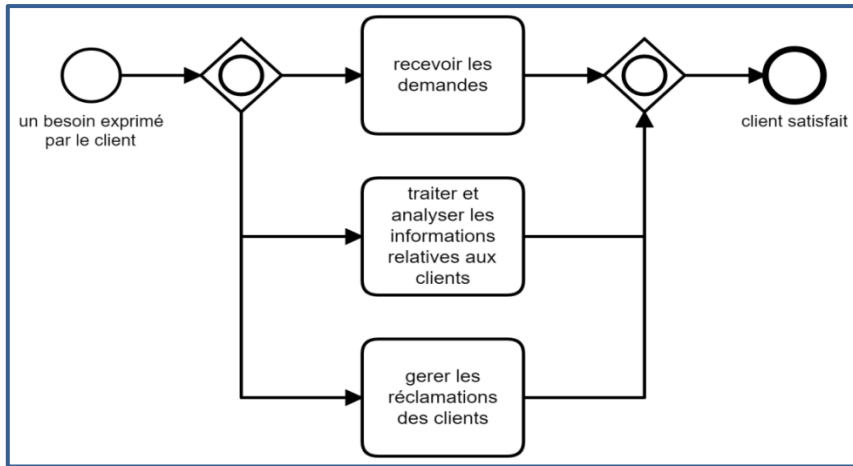 un besoin exprimé
par le client
recevoir les
demandes
client satisfait
traiter et
analyser les
informations
relatives aux
clients
gerer les
réclamations
des clients